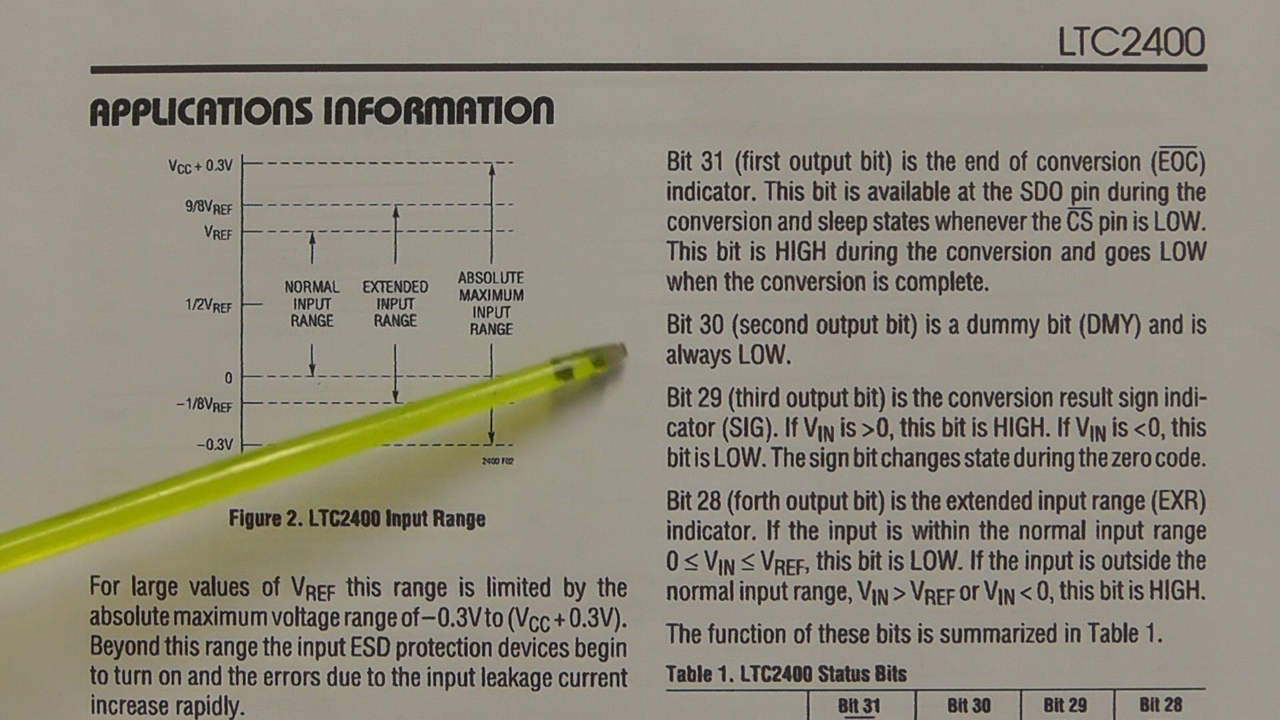 LTC2400
APPLICATIONS INFORMATION
VCC + 0.3V
9/8VREF
VREF
1/2VREF
0
–1/8VREF
–0.3V
NORMAL
INPUT
RANGE
EXTENDED
INPUT
RANGE
ABSOLUTE
MAXIMUM
INPUT
RANGE
2400 F02
Figure 2. LTC2400 Input Range
For large values of VREF this range is limited by the
absolute maximum voltage range of –0.3V to (VCC + 0.3V).
Beyond this range the input ESD protection devices begin
to turn on and the errors due to the input leakage current
increase rapidly.
Bit 31 (first output bit) is the end of conversion (EOC)
indicator. This bit is available at the SDO pin during the
conversion and sleep states whenever the CS pin is LOW.
This bit is HIGH during the conversion and goes LOW
when the conversion is complete.
Bit 30 (second output bit) is a dummy bit (DMY) and is
always LOW.
Bit 29 (third output bit) is the conversion result sign indi-
cator (SIG). If VIN is >0, this bit is HIGH. If VIN is <0, this
bit is LOW. The sign bit changes state during the zero code.
Bit 28 (forth output bit) is the extended input range (EXR)
indicator. If the input is within the normal input range
0 ≤ VIN ≤ VREF, this bit is LOW. If the input is outside the
normal input range, VIN > VREF or VIN < 0, this bit is HIGH.
The function of these bits is summarized in Table 1.
Table 1. LTC2400 Status Bits
Bit 31 Bit 30 Bit 29 Bit 28